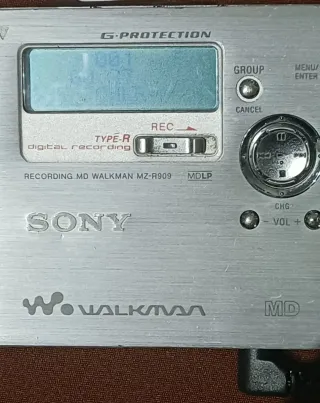 G-PROTECTION
001
GROUP
MENU/
ENTER
CANCEL
REC
TYPE-R
digital recording
RECORDING MD WALKMAN MZ-R909 MDLP
CHG
- VOL +
SONY
WALKMAN
MD